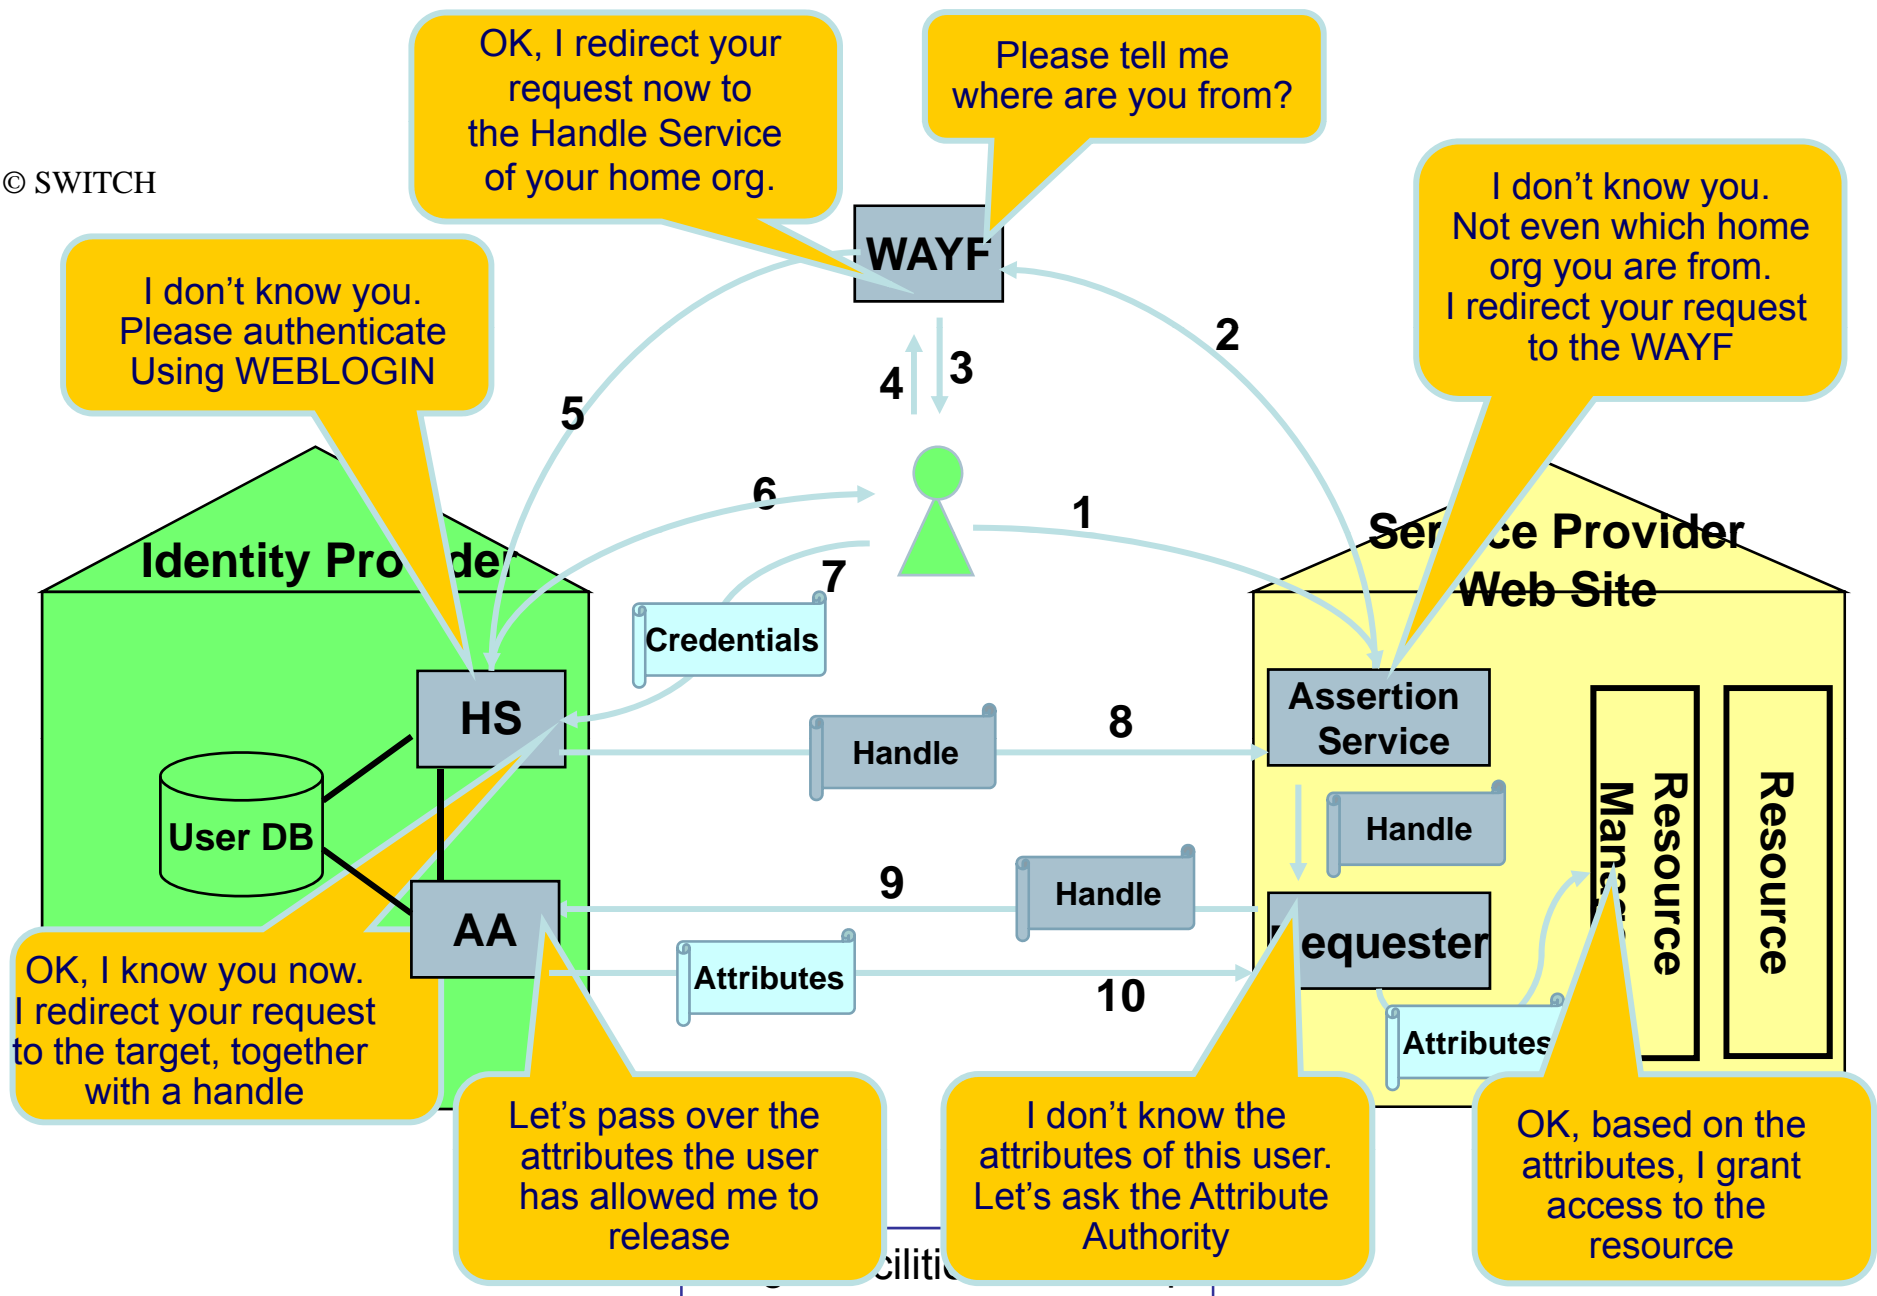 OK, I redirect your
request now to
the Handle Service
of your home org.
Please tell me
where are you from?
© SWITCH
I don't know you.
Not even which home
org you are from.
I redirect your request
to the WAYF
WAYF
I don't know you.
Please authenticate
Using WEBLOGIN
2
3
4
5
6
1
Identity Provider
Service Provider
Web Site
7
Credentials
HS
Assertion
Service
8
Handle
User DB
Handle
Resource
Resource
9
Handle
AA
Requester
Attributes
10
Attributes
OK, I know you now.
I redirect your request
to the target, together
with a handle
Let's pass over the
attributes the user
has allowed me to
release
I don't know the
attributes of this user.
Let's ask the Attribute
Authority
OK, based on the
attributes, I grant
access to the
resource